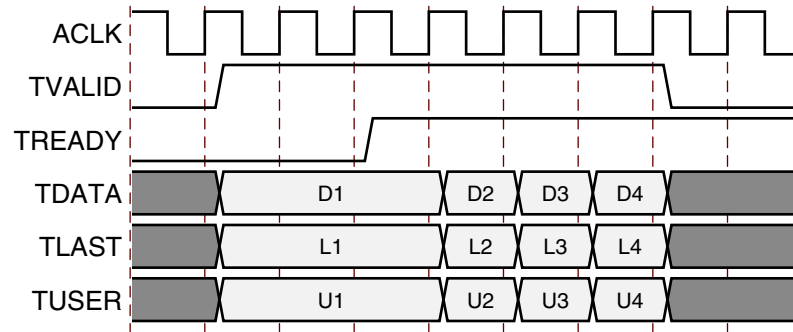 ACLK
TVALID
TREADY
TDATA D1 D2 D3 D4
TLAST L1 L2 L3 L4
TUSER U1 U2 U3 U4